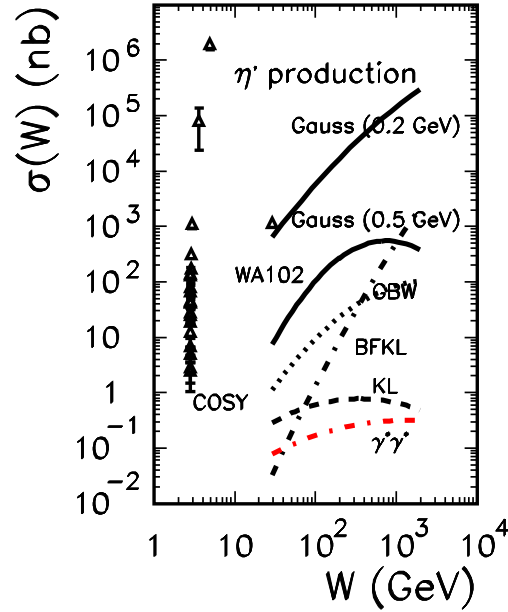 σ(W) (nb)
10^6
10^5
10^4
10^3
10^2
10
1
10^-1
10^-2
η' production
Gauss (0.2 GeV)
Gauss (0.5 GeV)
WA102
GBW
BFKL
KL
COSY
γ*γ*
1
10
10^2
10^3
10^4
W (GeV)